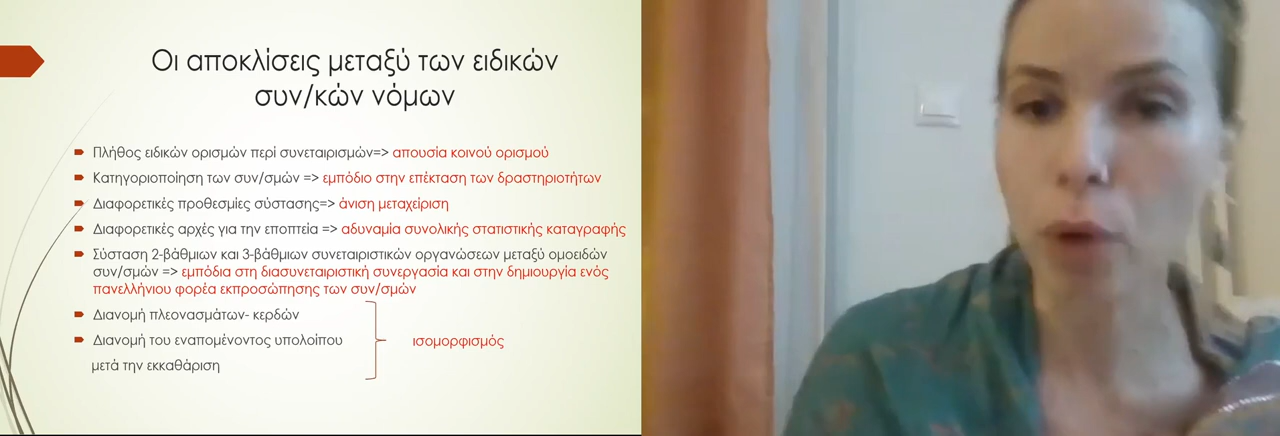 Οι αποκλίσεις μεταξύ των ειδικών
συν/κών νόμων
Πλήθος ειδικών ορισμών περί συνεταιρισμών=> απουσία κοινού ορισμού
Κατηγοριοποίηση των συν/σμών => εμπόδιο στην επέκταση των δραστηριοτήτων
Διαφορετικές προθεσμίες σύστασης=> άνιση μεταχείριση
Διαφορετικές αρχές για την εποπτεία => αδυναμία συνολικής στατιστικής καταγραφής
Σύσταση 2-βάθμιων και 3-βάθμιων συνεταιριστικών οργανώσεων μεταξύ ομοειδών
συν/σμών => εμπόδια στη διασυνεταιριστική συνεργασία και στην δημιουργία ενός
πανελλήνιου φορέα εκπροσώπησης των συν/σμών
Διανομή πλεονασμάτων- κερδών
Διανομή του εναπομένοντος υπολοίπου
μετά την εκκαθάριση
ισομορφισμός